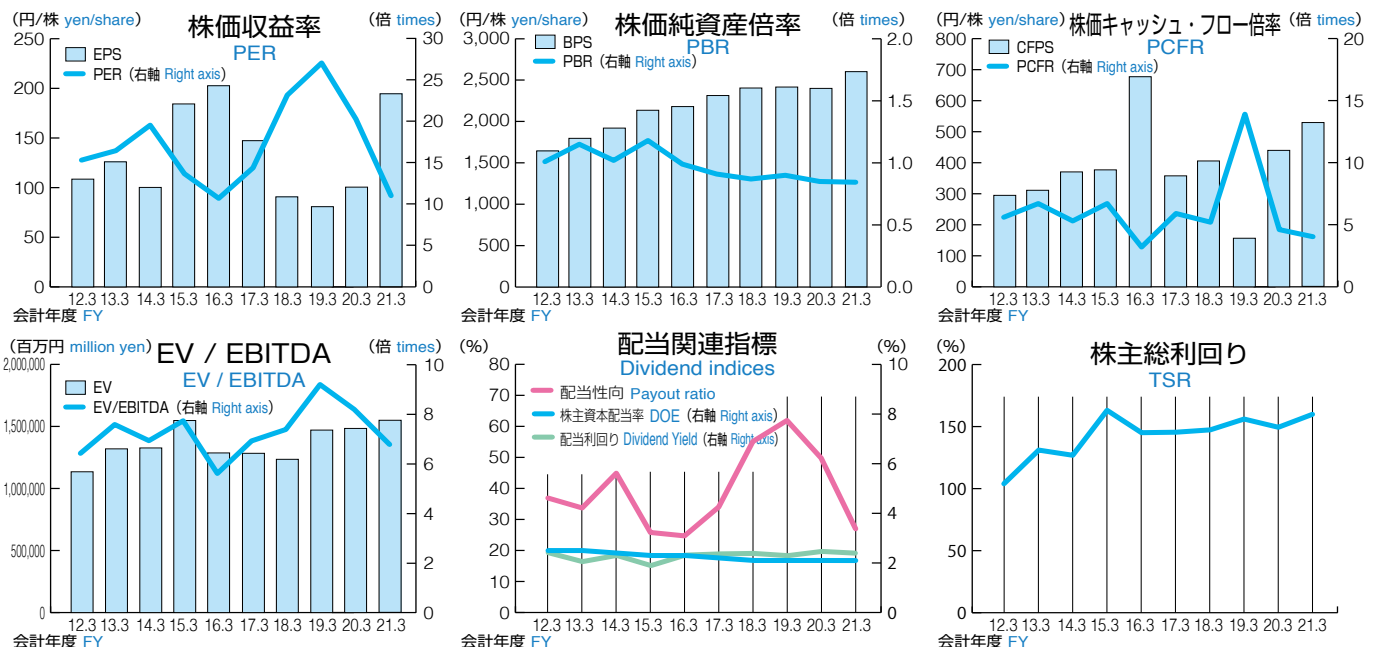 (円/株 yen/share) 株価収益率 (倍 times)
PER
EPS
PER (右軸 Right axis)
250
200
150
100
50
0
30
25
20
15
10
5
0
12.3 13.3 14.3 15.3 16.3 17.3 18.3 19.3 20.3 21.3
会計年度 FY
(円/株 yen/share) 株価純資産倍率 (倍 times)
PBR
BPS
PBR (右軸 Right axis)
3,000
2,500
2,000
1,500
1,000
500
0
2.0
1.5
1.0
0.5
0.0
12.3 13.3 14.3 15.3 16.3 17.3 18.3 19.3 20.3 21.3
会計年度 FY
(円/株 yen/share) 株価キャッシュ・フロー倍率 (倍 times)
PCFR
CFPS
PCFR (右軸 Right axis)
800
700
600
500
400
300
200
100
0
20
15
10
5
0
12.3 13.3 14.3 15.3 16.3 17.3 18.3 19.3 20.3 21.3
会計年度 FY
(百万円 million yen) EV / EBITDA (倍 times)
EV / EBITDA
EV
EV/EBITDA (右軸 Right axis)
2,000,000
1,500,000
1,000,000
500,000
0
10
8
6
4
2
0
12.3 13.3 14.3 15.3 16.3 17.3 18.3 19.3 20.3 21.3
会計年度 FY
(%) 配当関連指標 (%)
Dividend indices
配当性向 Payout ratio
株主資本配当率 DOE (右軸 Right axis)
配当利回り Dividend Yield (右軸 Right axis)
80
70
60
50
40
30
20
10
0
10
8
6
4
2
0
12.3 13.3 14.3 15.3 16.3 17.3 18.3 19.3 20.3 21.3
会計年度 FY
(%) 株主総利回り
TSR
200
150
100
50
0
12.3 13.3 14.3 15.3 16.3 17.3 18.3 19.3 20.3 21.3
会計年度 FY